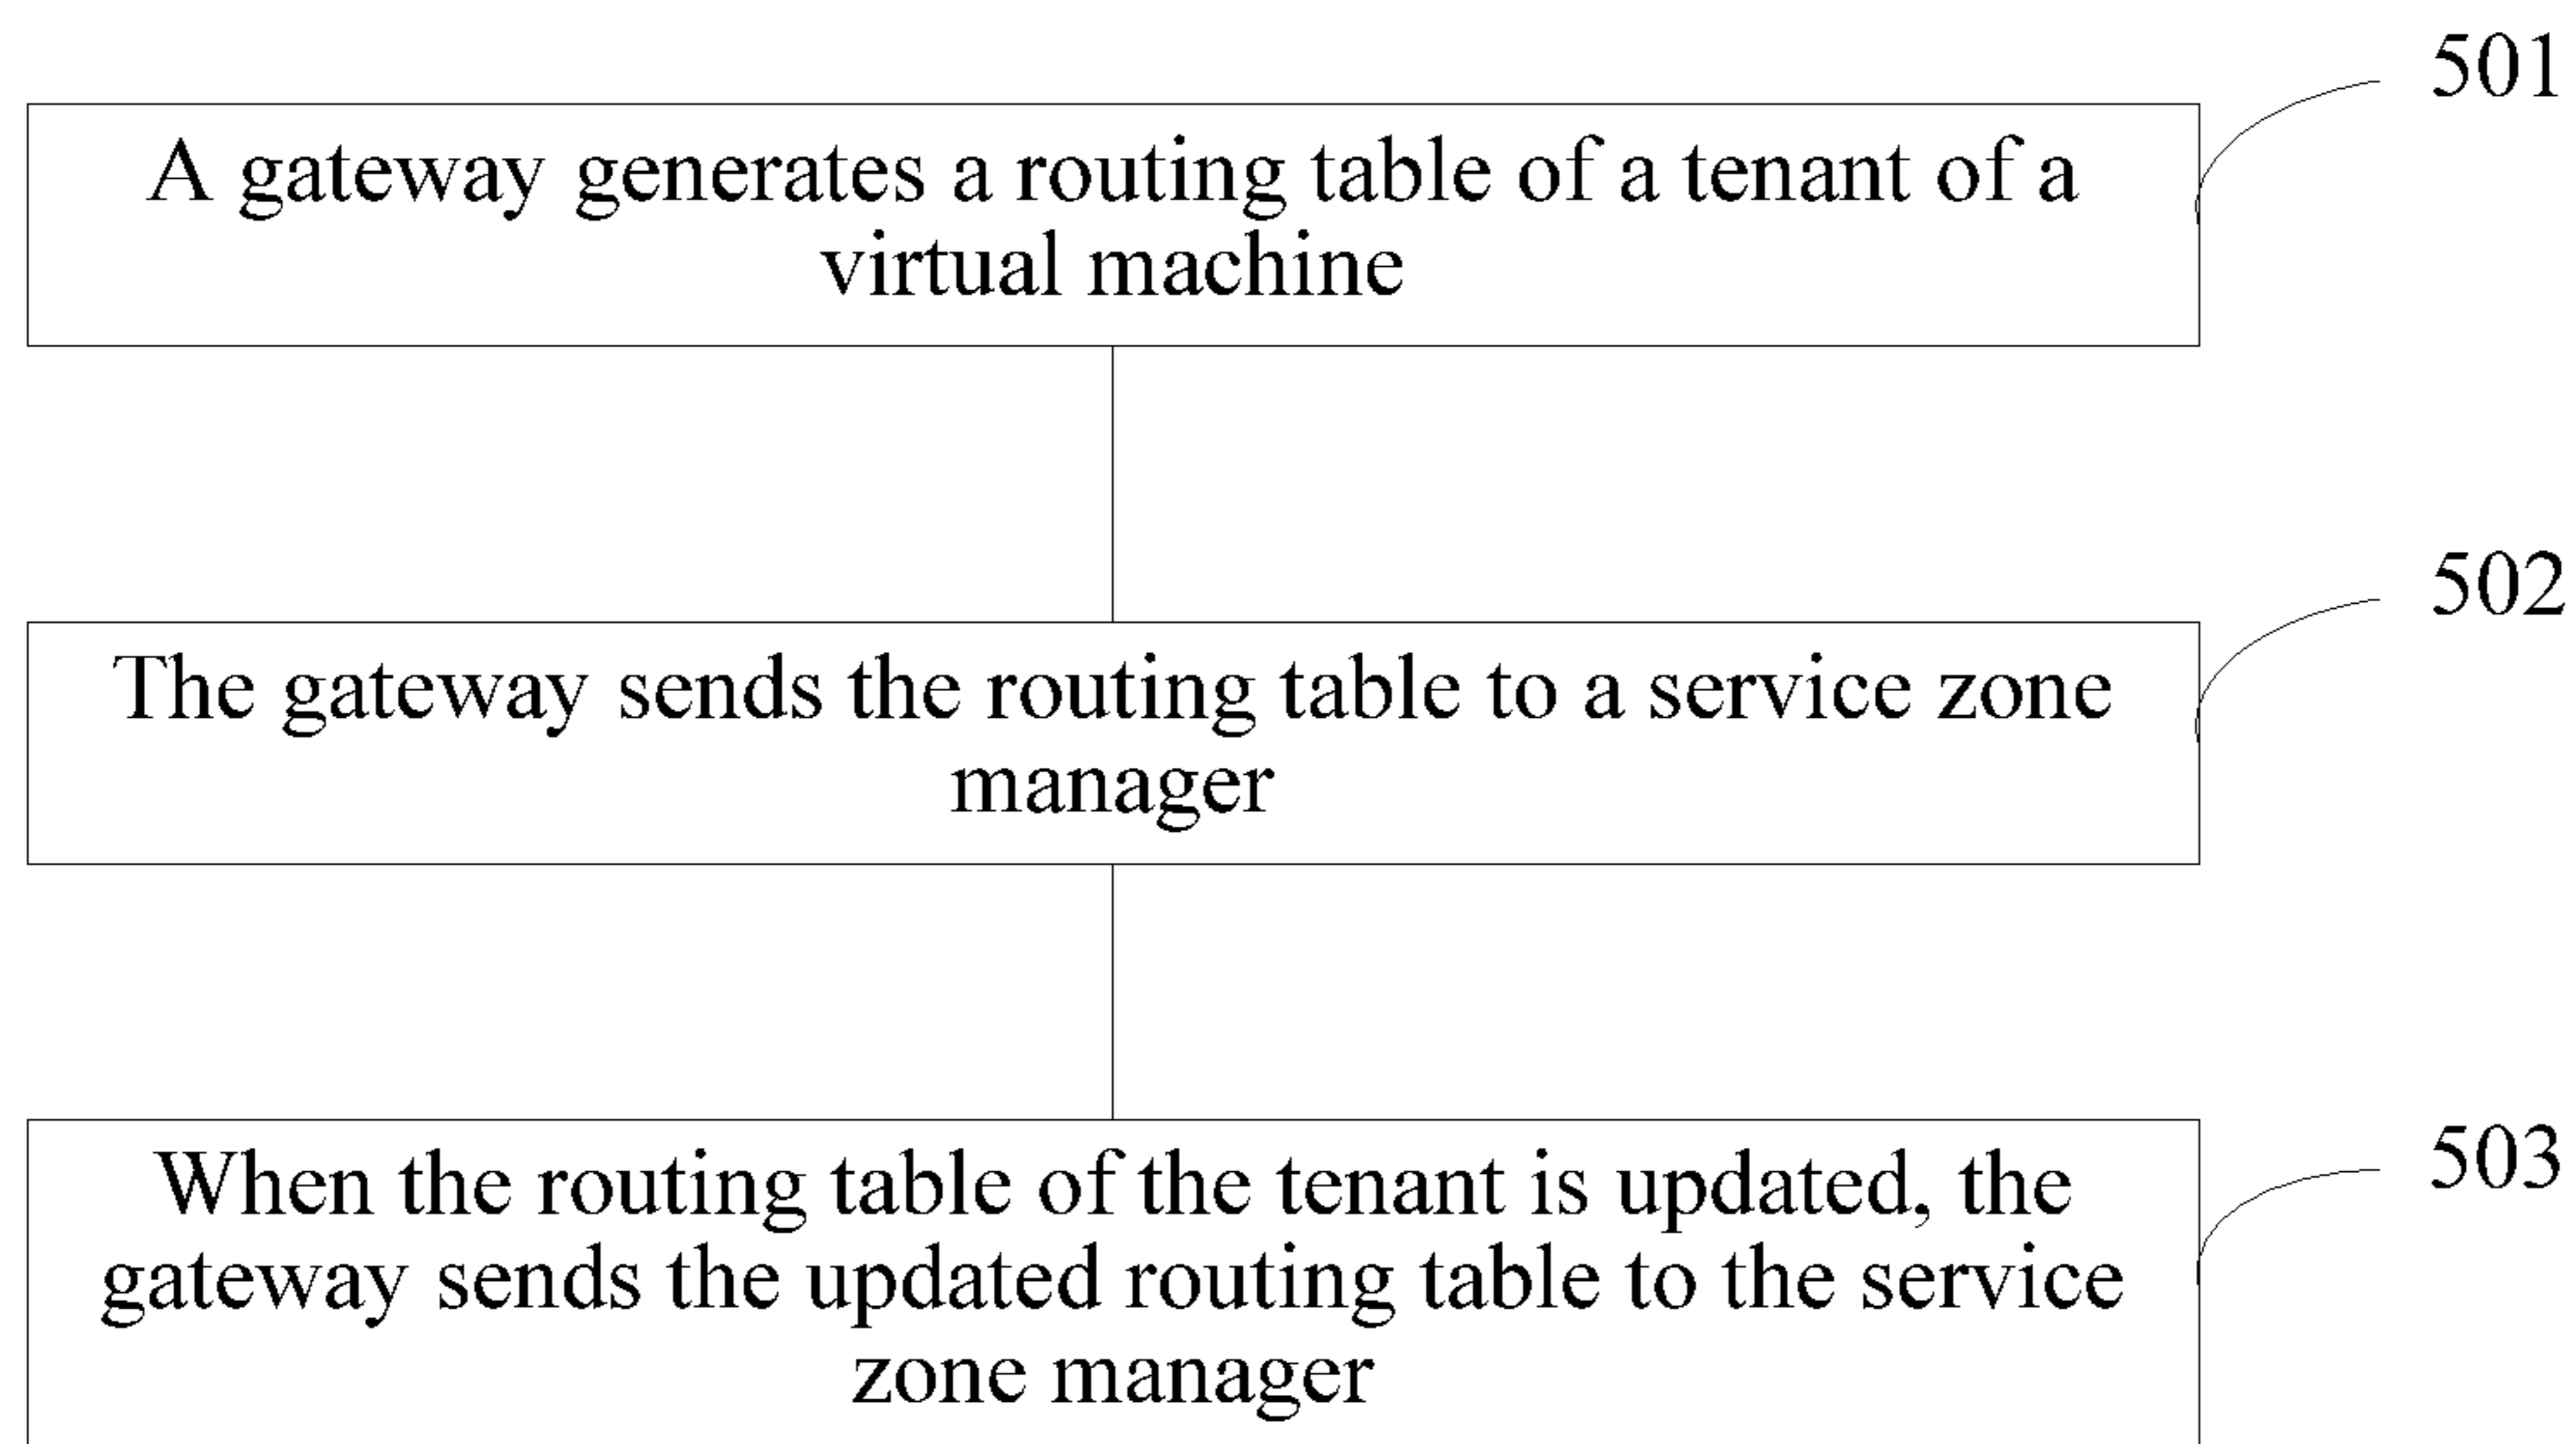 501
A gateway generates a routing table of a tenant of a
virtual machine
502
The gateway sends the routing table to a service zone
manager
503
When the routing table of the tenant is updated, the
gateway sends the updated routing table to the service
zone manager